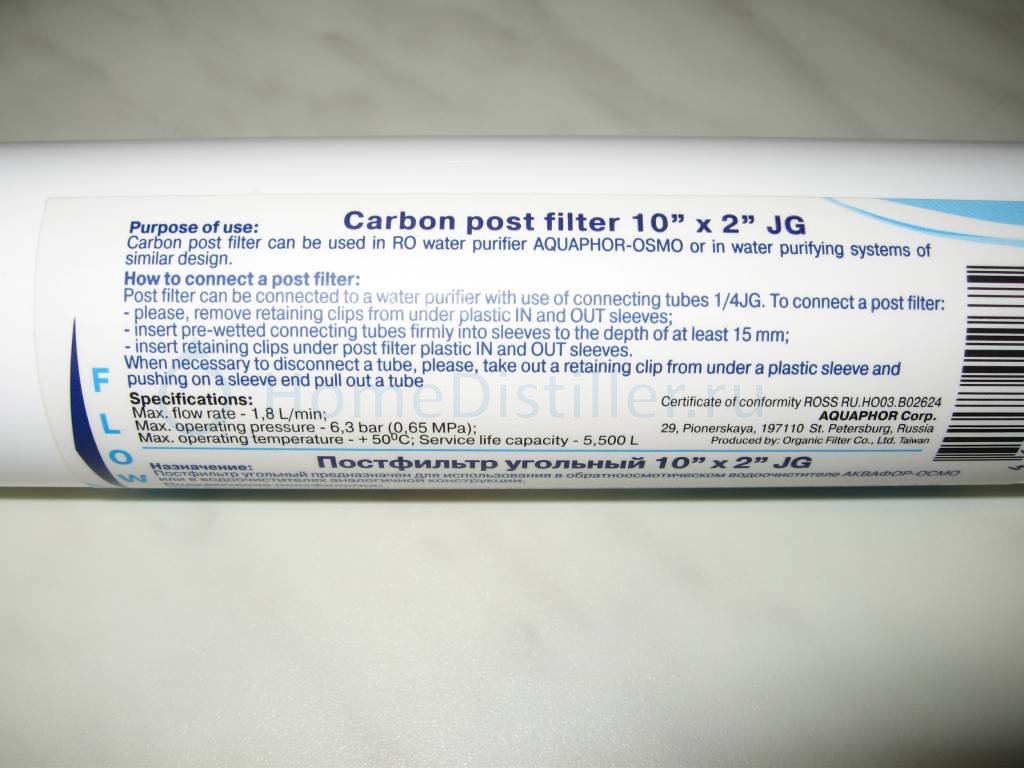 Carbon post filter 10” x 2” JG
Purpose of use:
Carbon post filter can be used in RO water purifier AQUAPHOR-OSMO or in water purifying systems of
similar design.
How to connect a post filter:
Post filter can be connected to a water purifier with use of connecting tubes 1/4JG. To connect a post filter:
- please, remove retaining clips from under plastic IN and OUT sleeves;
- insert pre-wetted connecting tubes firmly into sleeves to the depth of at least 15 mm;
- insert retaining clips under post filter plastic IN and OUT sleeves.
When necessary to disconnect a tube, please, take out a retaining clip from under a plastic sleeve and
pushing on a sleeve end pull out a tube
Specifications:
Max. flow rate - 1,8 L/min;
Max. operating pressure - 6,3 bar (0,65 MPa);
Max. operating temperature - + 50ºC; Service life capacity - 5,500 L
Certificate of conformity ROSS RU.HO03.B02624
AQUAPHOR Corp.
29, Pionerskaya, 197110 St. Petersburg, Russia
Produced by: Organic Filter Co., Ltd. Taiwan
FLOW
HomeDistiller.ru
Постфильтр угольный 10” x 2” JG
Назначение:
Постфильтр угольный предназначен для использования в обратноосмотическом водоочистителе АКВАФОР-ОСМО
или в водоочистителях аналогичной конструкции.